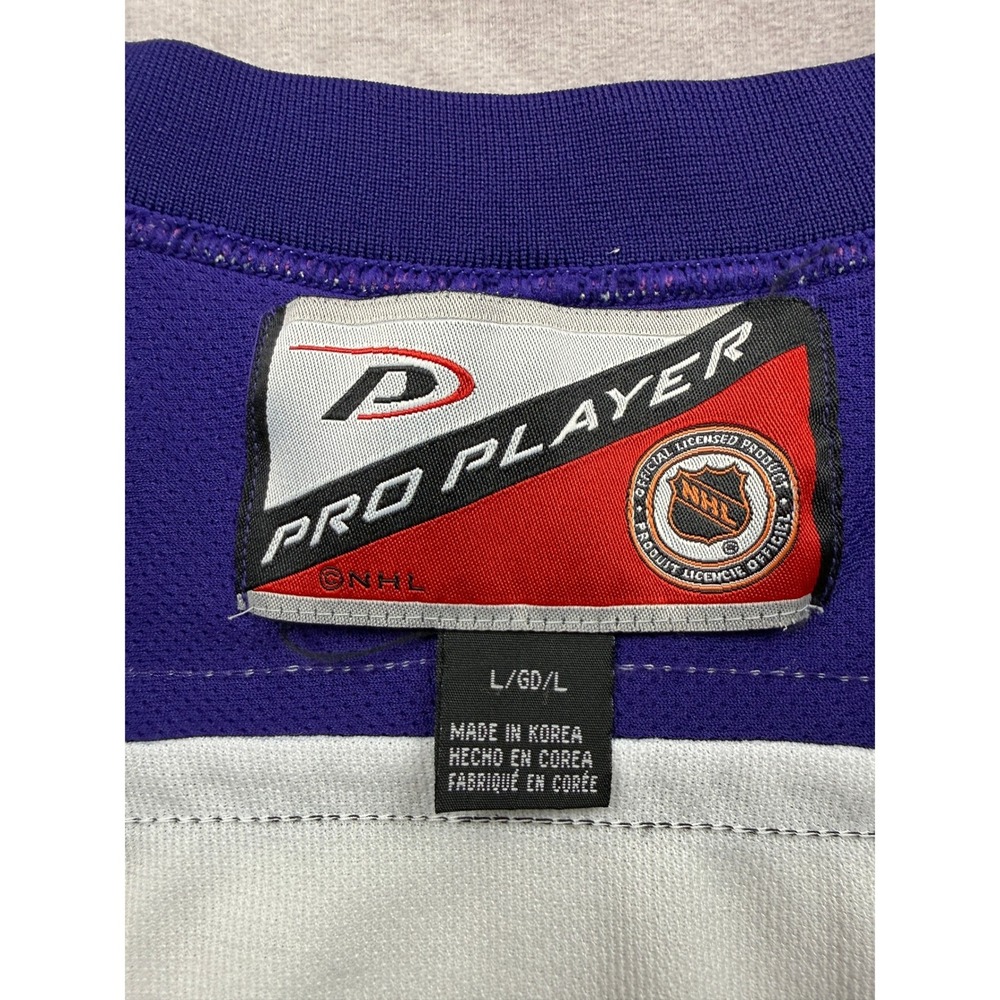 PRO PLAYER
©NHL
OFFICIAL LICENSED PRODUCT
NHL
®
PRODUIT LICENCIE OFFICIEL
L/GD/L
MADE IN KOREA
HECHO EN COREA
FABRIQUÉ EN CORÉE